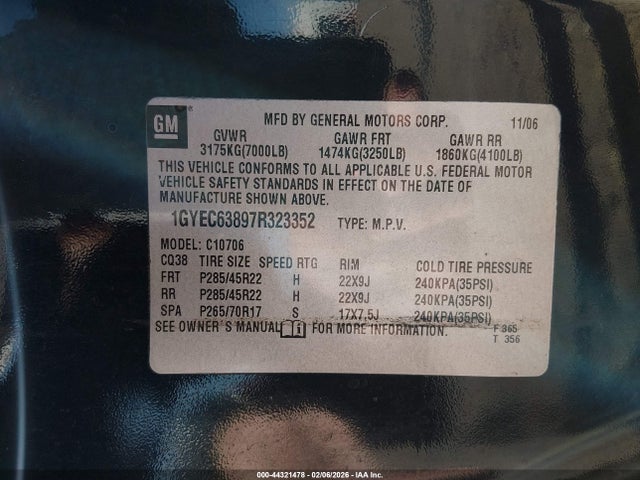 GM
MFD BY GENERAL MOTORS CORP. 11/06
GVWR GAWR FRT GAWR RR
3175KG(7000LB) 1474KG(3250LB) 1860KG(4100LB)
THIS VEHICLE CONFORMS TO ALL APPLICABLE U.S. FEDERAL MOTOR
VEHICLE SAFETY STANDARDS IN EFFECT ON THE DATE OF
MANUFACTURE SHOWN ABOVE.
1GYEC63897R323352 TYPE: M.P.V.
MODEL: C10706
CQ38 TIRE SIZE SPEED RTG RIM COLD TIRE PRESSURE
FRT P285/45R22 H 22X9J 240KPA(35PSI)
RR P285/45R22 H 22X9J 240KPA(35PSI)
SPA P265/70R17 S 17X7.5J 240KPA(35PSI)
SEE OWNER'S MANUAL FOR MORE INFORMATION. F 365
T 356
000-44321478 - 02/06/2026 - IAA Inc.